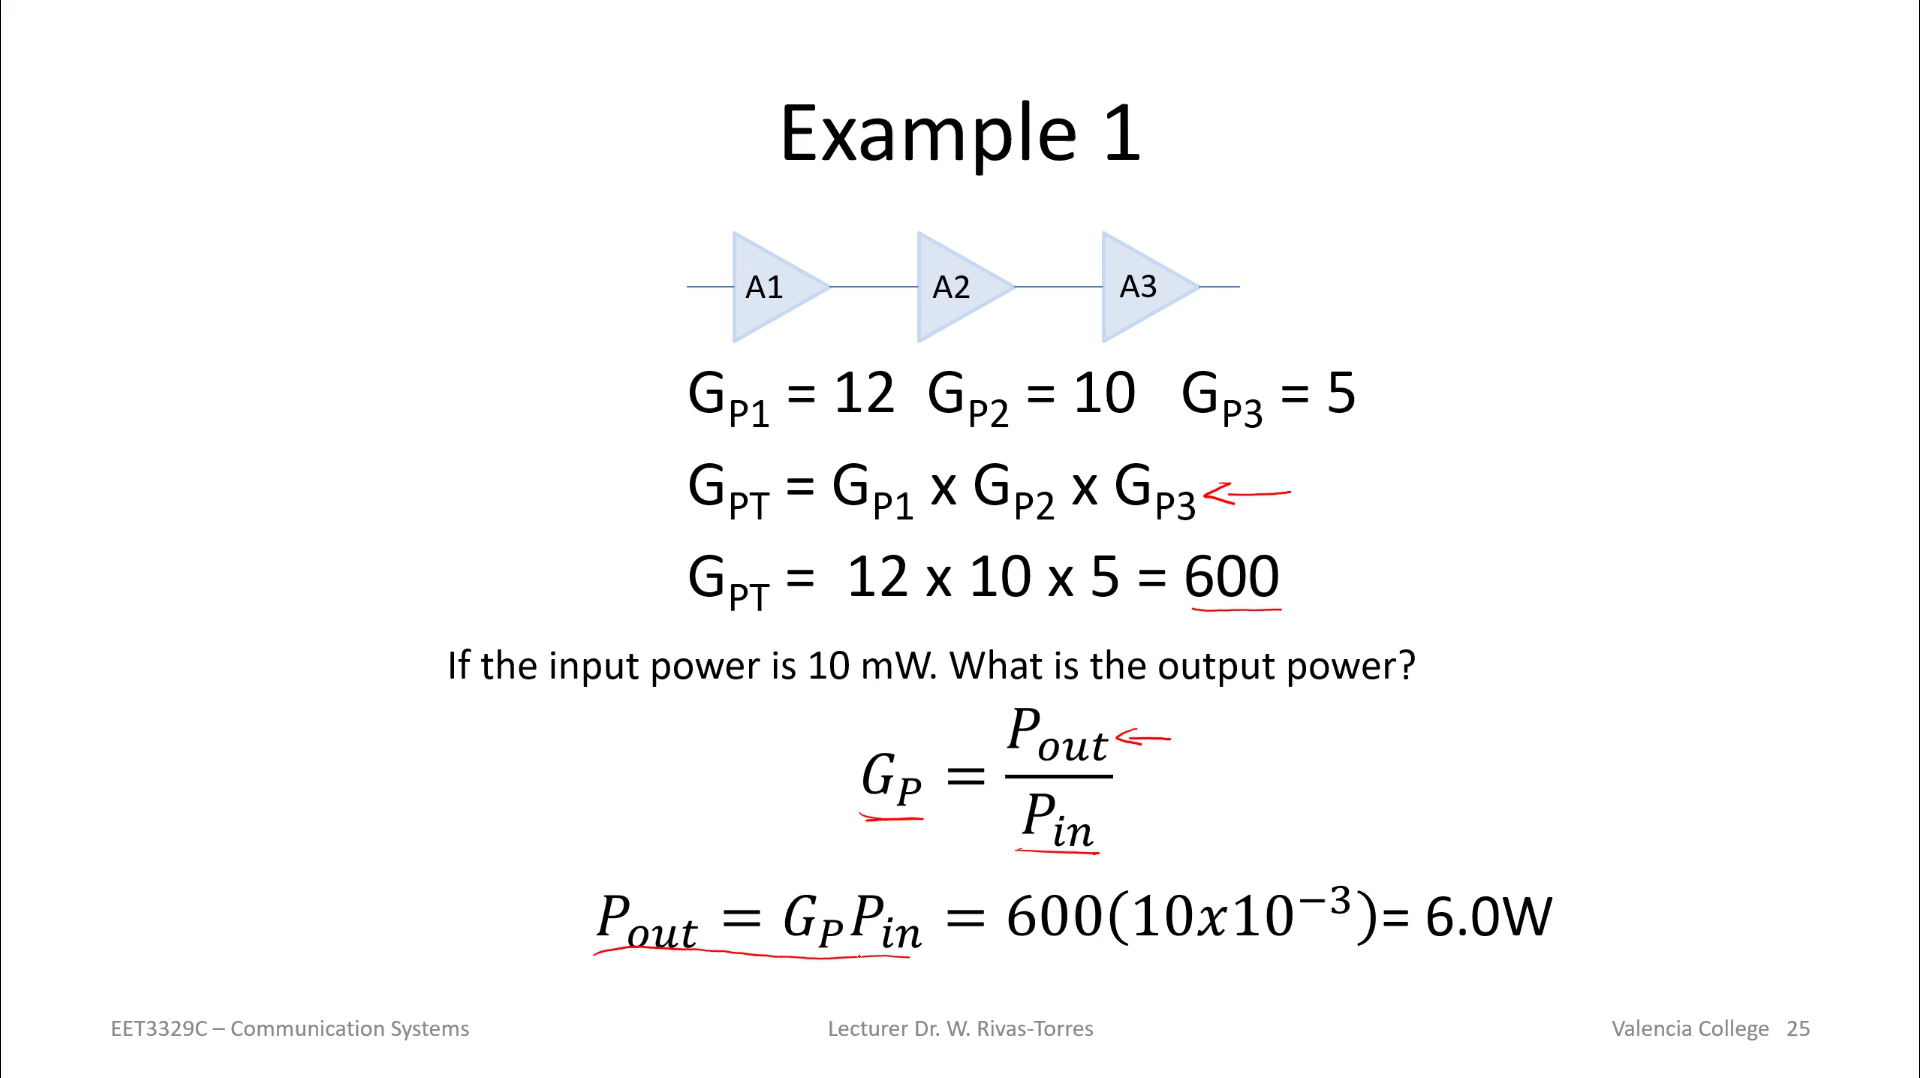 Example 1
A1 A2 A3
G_P1 = 12 G_P2 = 10 G_P3 = 5
G_PT = G_P1 x G_P2 x G_P3
G_PT = 12 x 10 x 5 = 600
If the input power is 10 mW. What is the output power?
G_P = P_out / P_in
P_out = G_P P_in = 600(10x10^−3)= 6.0W
EET3329C – Communication Systems Lecturer Dr. W. Rivas-Torres Valencia College 25